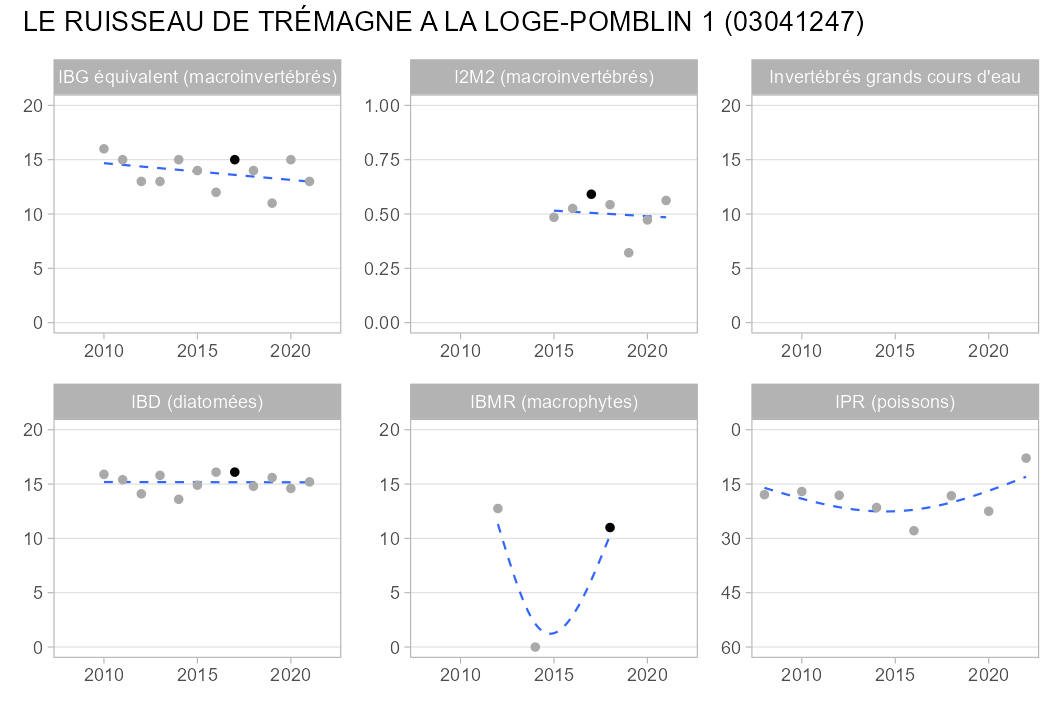 LE RUISSEAU DE TRÉMAGNE A LA LOGE-POMBLIN 1 (03041247)
IBG équivalent (macroinvertébrés)
20
15
10
5
0
2010 2015 2020
I2M2 (macroinvertébrés)
1.00
0.75
0.50
0.25
0.00
2010 2015 2020
Invertébrés grands cours d'eau
20
15
10
5
0
2010 2015 2020
IBD (diatomées)
20
15
10
5
0
2010 2015 2020
IBMR (macrophytes)
20
15
10
5
0
2010 2015 2020
IPR (poissons)
0
15
30
45
60
2010 2015 2020